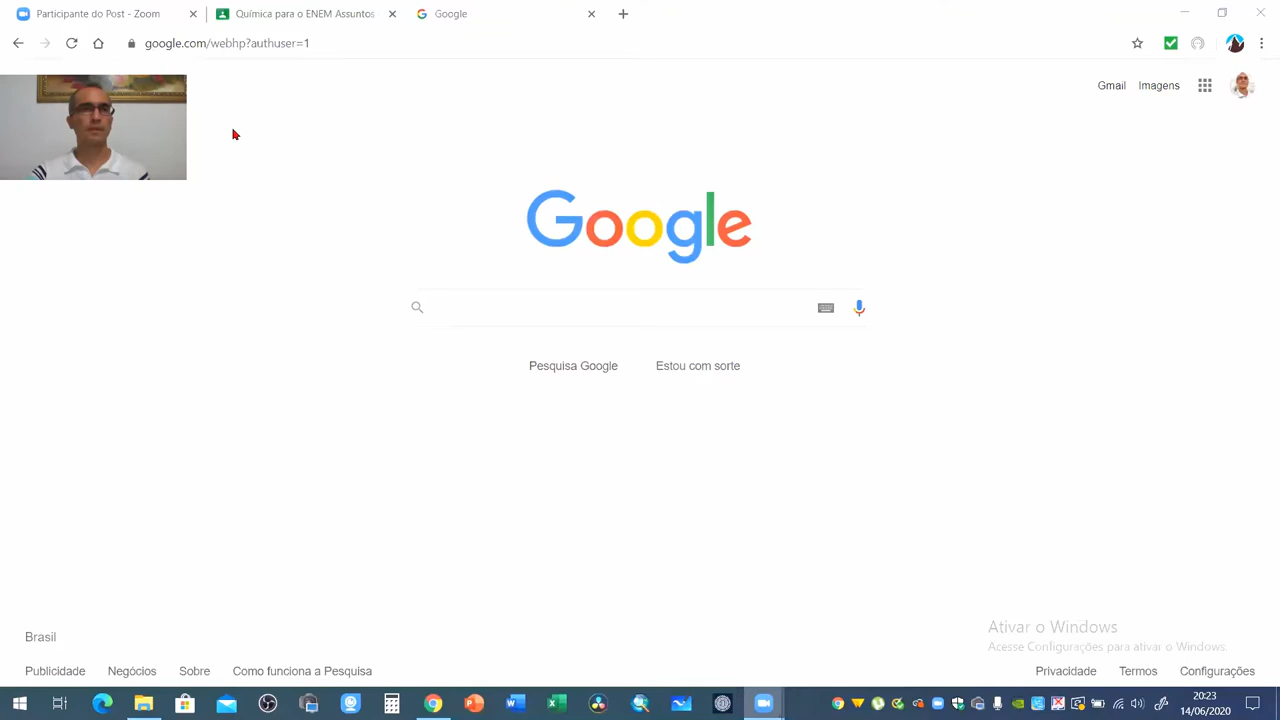 Participante do Post - Zoom
Química para o ENEM Assuntos
Google
google.com/webhp?authuser=1
Gmail
Imagens
Google
Pesquisa Google
Estou com sorte
Brasil
Ativar o Windows
Acesse Configurações para ativar o Windows.
Publicidade
Negócios
Sobre
Como funciona a Pesquisa
Privacidade
Termos
Configurações
20:23
14/06/2020